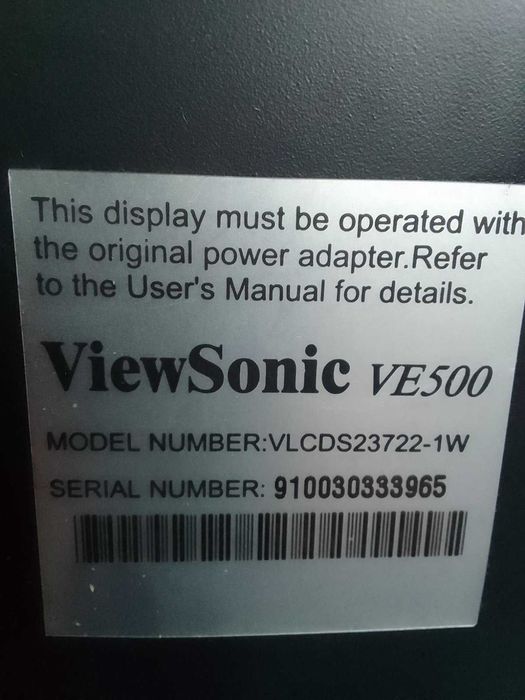 This display must be operated with
the original power adapter.Refer
to the User's Manual for details.
ViewSonic VE500
MODEL NUMBER:VLCDS23722-1W
SERIAL NUMBER: 910030333965